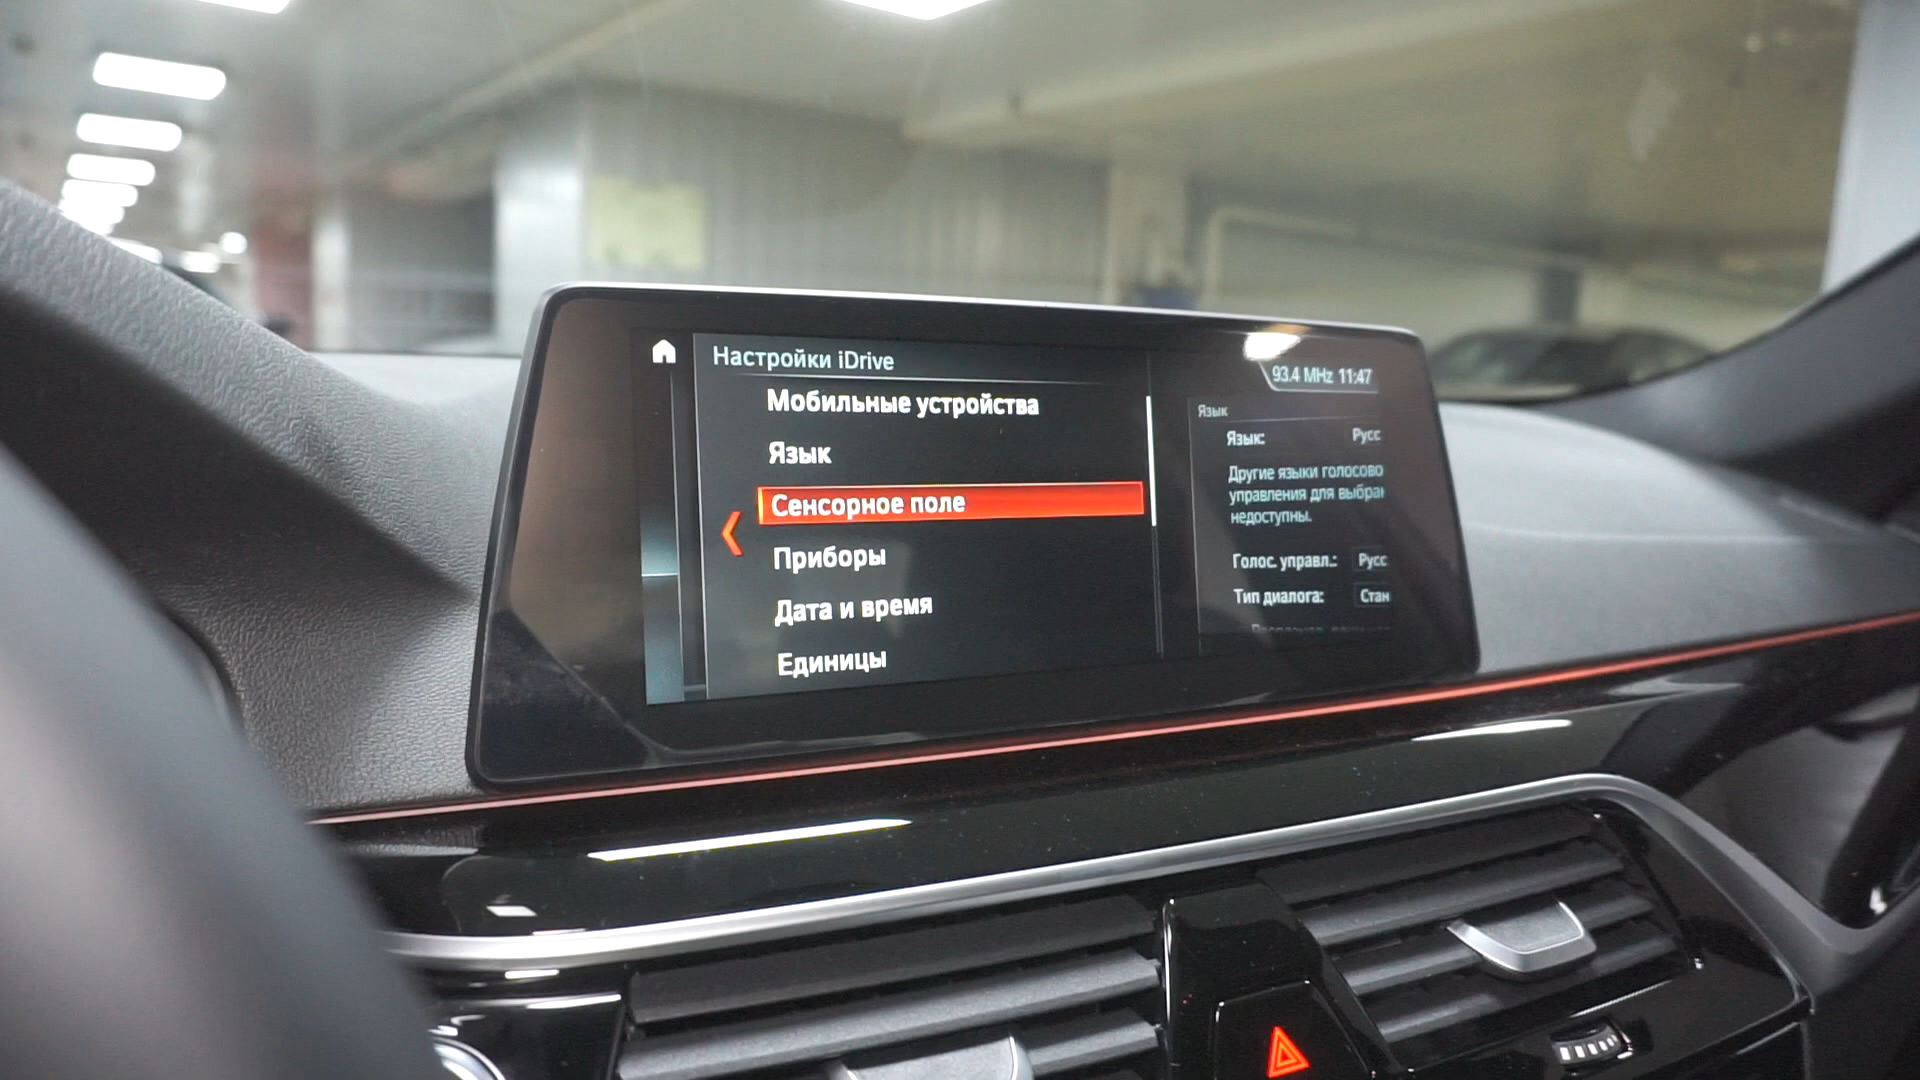 Настройки iDrive
93.4 MHz 11:47
Мобильные устройства
Язык
Сенсорное поле
Приборы
Дата и время
Единицы
Язык
Язык: Русс
Другие языки голосово
управления для выбран
недоступны.
Голос. управл.: Русс
Тип диалога: Стан